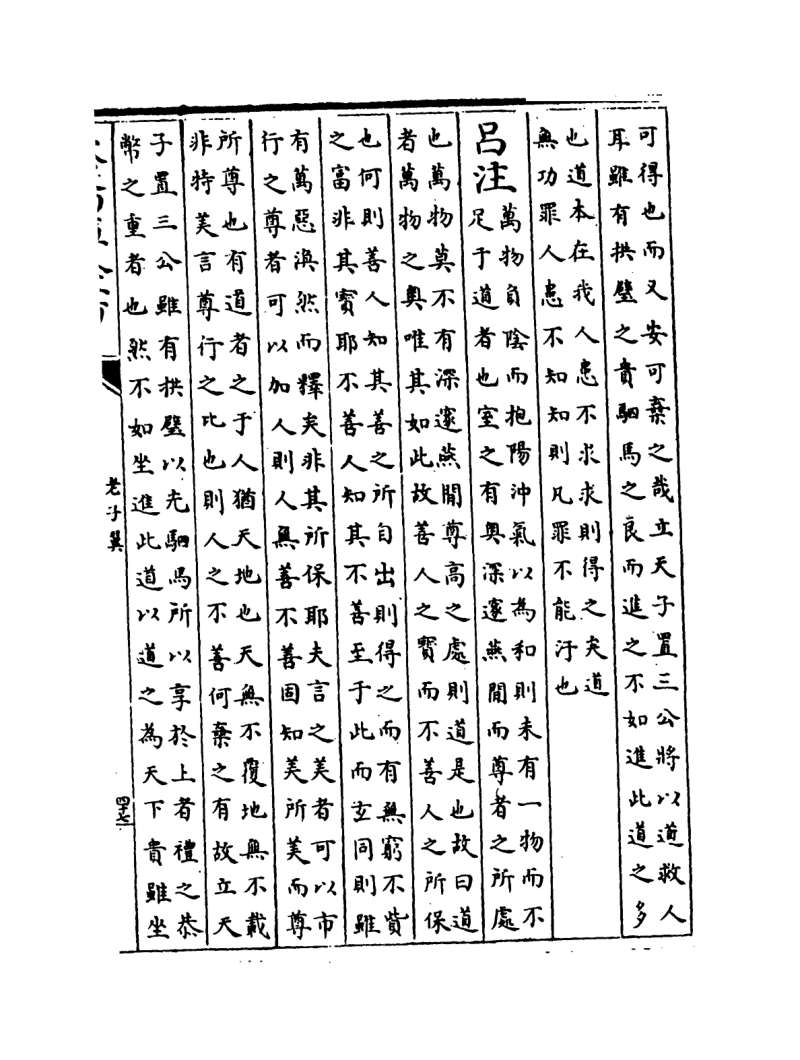 可得也而又安可棄之哉立天子置三公將以道救人
耳雖有拱璧之貴駟馬之良而進之不如進此道之多
也道本在我人患不求求則得之矣道
無功罪人患不知知則凡罪不能汙也
吕注
萬物負陰而抱陽沖氣以為和則未有一物而不
足于道者也室之有奥深邃燕閒而尊者之所處
也萬物莫不有深邃燕閒尊高之處則道是也故曰道
者萬物之奥唯其如此故善人之寳而不善人之所保
也何則善人知其善之所自出則得之而有無窮不貲
之富非其寳耶不善人知其不善至于此而玄同則雖
有萬惡渙然而釋矣非其所保耶夫言之美者可以市
行之尊者可以加人則人無善不善固知美所美而尊
所尊也有道者之于人猶天地也天無不覆地無不載
非特美言尊行之比也則人之不善何棄之有故立天
子置三公雖有拱璧以先駟馬所以享於上者禮之恭
幣之重者也然不如坐進此道以道之為天下貴雖坐
老子翼
四十七